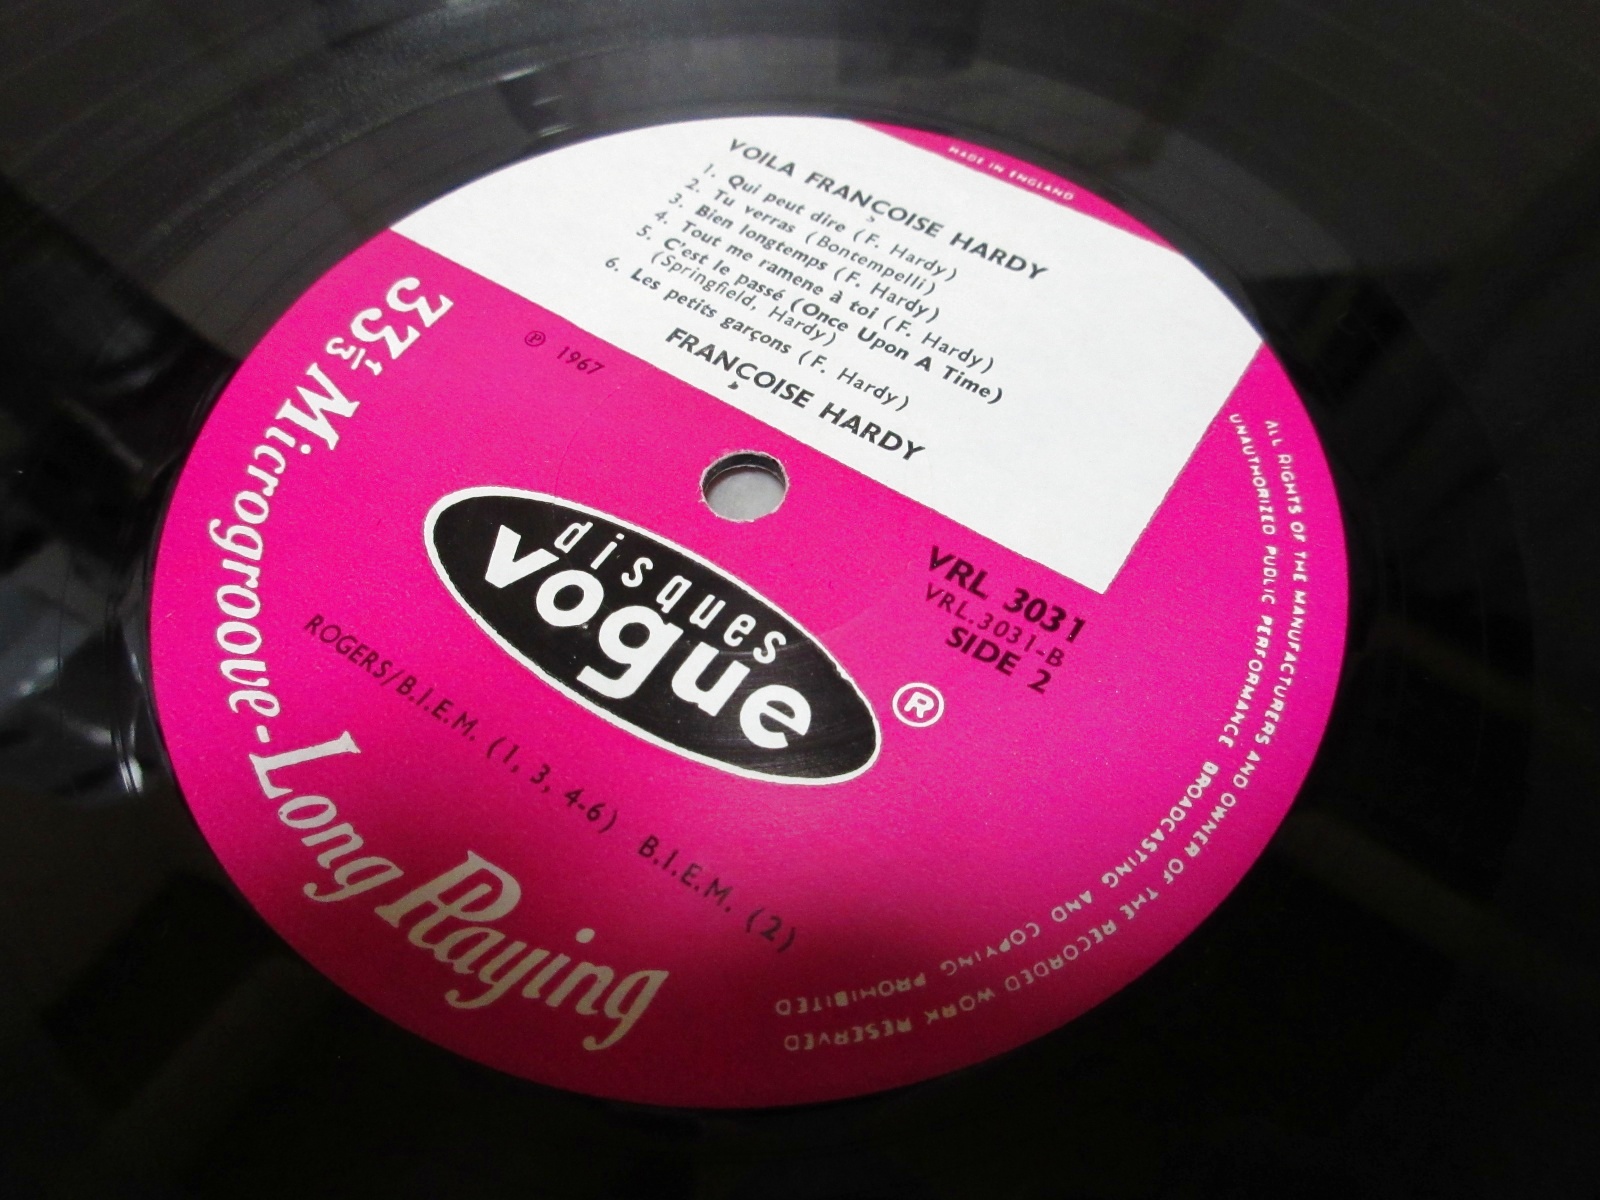 MADE IN ENGLAND
VOILA FRANÇOISE HARDY
1. Qui peut dire (F. Hardy)
2. Tu verras (Bontempelli)
3. Bien longtemps (F. Hardy)
4. Tout me ramene à toi (F. Hardy)
5. C'est le passé (Once Upon A Time)
(Springfield, Hardy)
6. Les petits garçons (F. Hardy)
FRANÇOISE HARDY
℗ 1967
VRL 3031
VRL.3031-B
SIDE 2
disques
vogue
®
ROGERS/B.I.E.M. (1, 3, 4-6) B.I.E.M. (2)
33⅓ Microgroove-Long Playing
ALL RIGHTS OF THE MANUFACTURERS AND OWNER OF THE RECORDED WORK RESERVED
UNAUTHORIZED PUBLIC PERFORMANCE BROADCASTING AND COPYING PROHIBITED